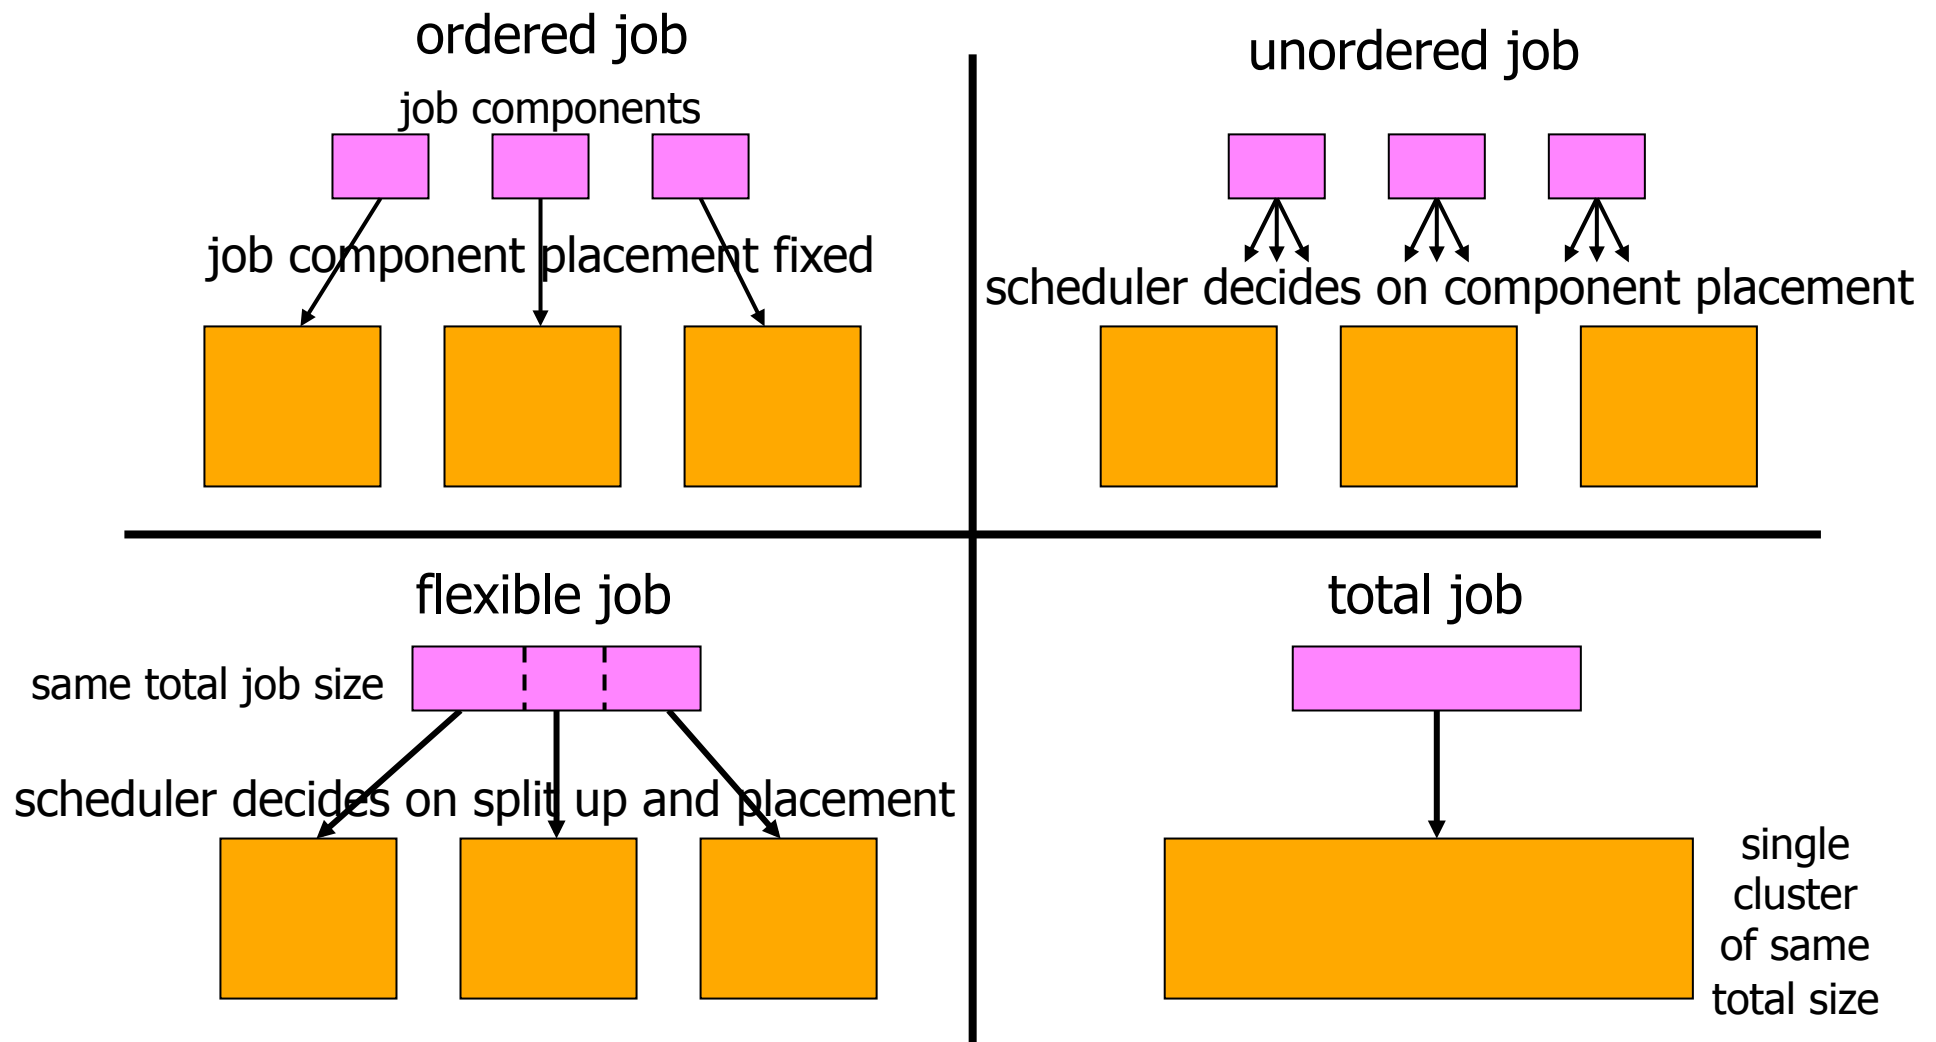 ordered job
job components
job component placement fixed
unordered job
scheduler decides on component placement
flexible job
same total job size
scheduler decides on split up and placement
total job
single
cluster
of same
total size